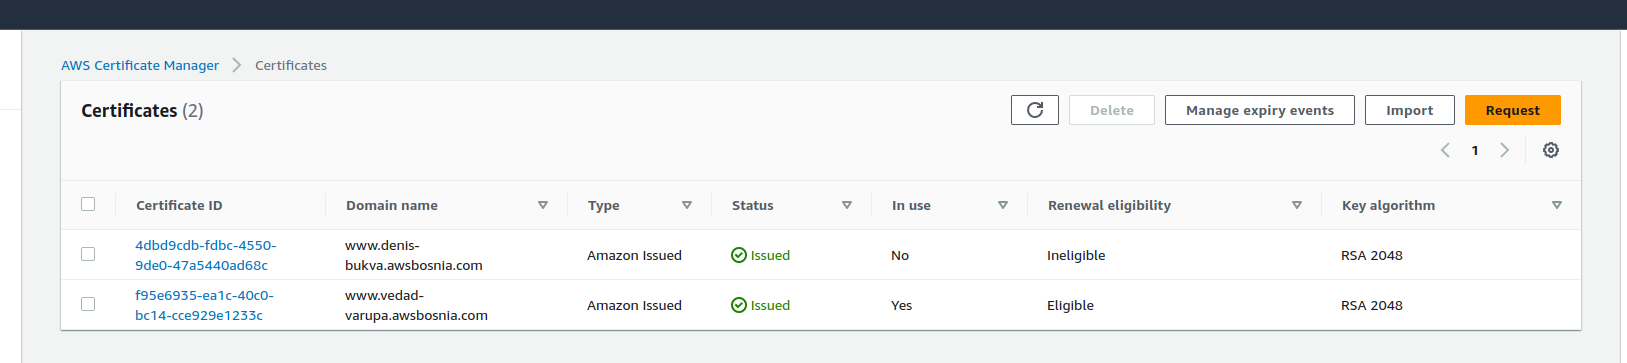 AWS Certificate Manager Certificates
Certificates (2) Delete Manage expiry events Import Request
1
Certificate ID Domain name Type Status In use Renewal eligibility Key algorithm
4dbd9cdb-fdbc-4550-
9de0-47a5440ad68c
www.denis-
bukva.awsbosnia.com
Amazon Issued Issued No Ineligible RSA 2048
f95e6935-ea1c-40c0-
bc14-cce929e1233c
www.vedad-
varupa.awsbosnia.com
Amazon Issued Issued Yes Eligible RSA 2048